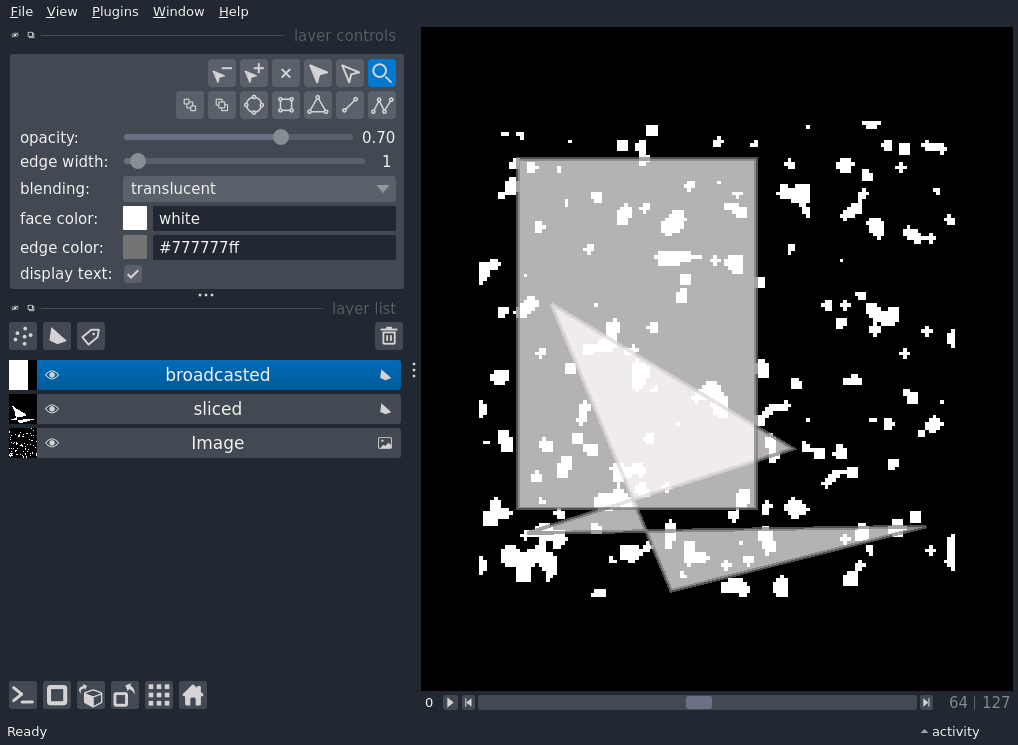 File View Plugins Window Help
layer controls
opacity: 0.70
edge width: 1
blending: translucent
face color: white
edge color: #777777ff
display text:
layer list
broadcasted
sliced
Image
0 64 | 127
Ready activity